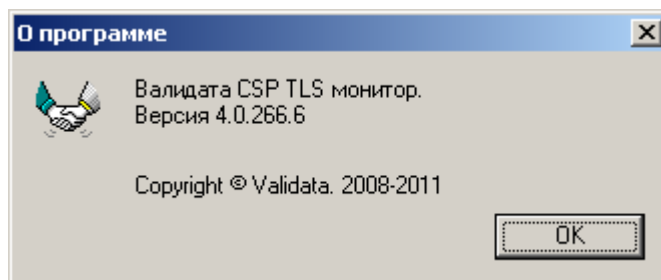 О программе
Валидата CSP TLS монитор.
Версия 4.0.266.6
Copyright © Validata. 2008-2011
OK